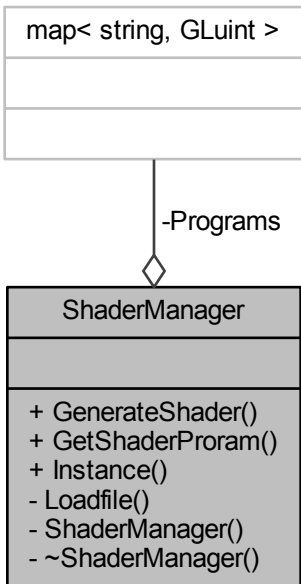 map< string, GLuint >
-Programs
ShaderManager
+ GenerateShader()
+ GetShaderProram()
+ Instance()
- Loadfile()
- ShaderManager()
- ~ShaderManager()